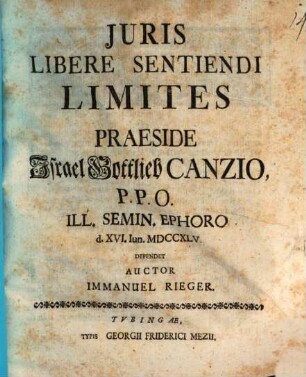 JURIS
LIBERE SENTIENDI
LIMITES
PRAESIDE
Israel Gottlieb CANZIO,
P.P.O.
ILL. SEMIN. EPHORO
d. XVI. Iun. MDCCXLV.
DEFENDET
AUCTOR
IMMANUEL RIEGER.
TVBINGAE,
TYPIS GEORGII FRIDERICI MEZII.